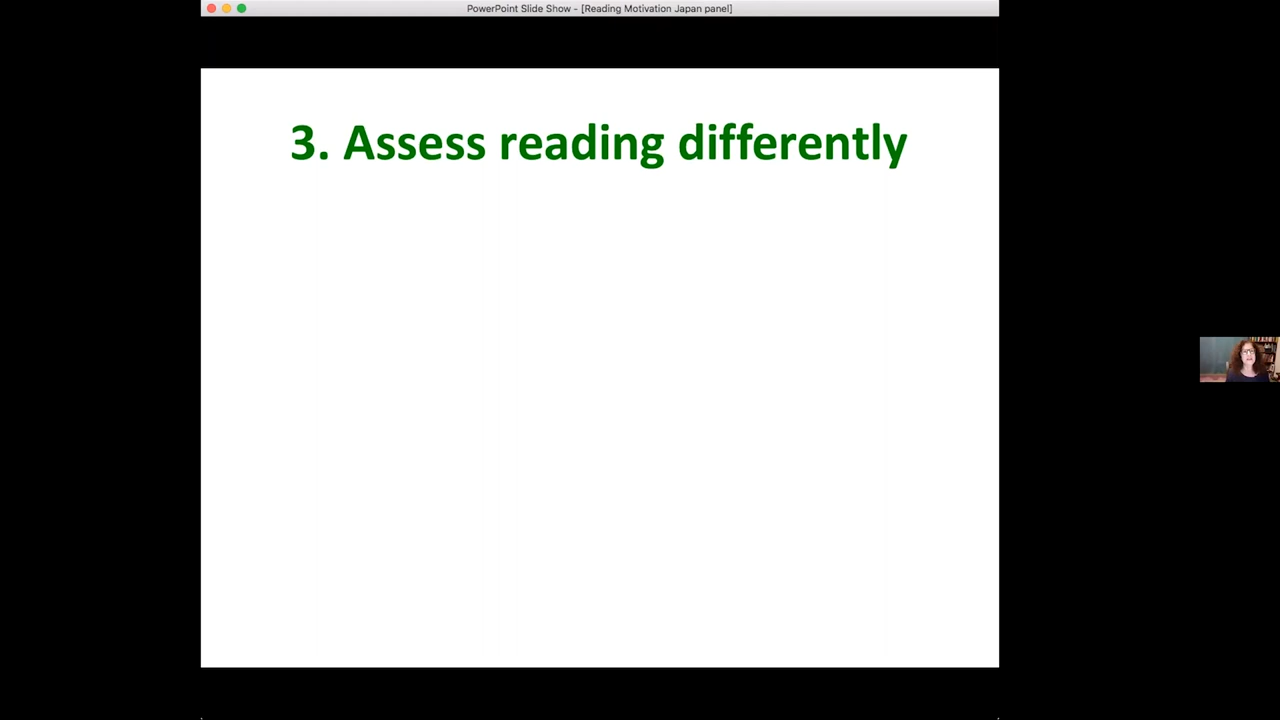 PowerPoint Slide Show - [Reading Motivation Japan panel]
3. Assess reading differently